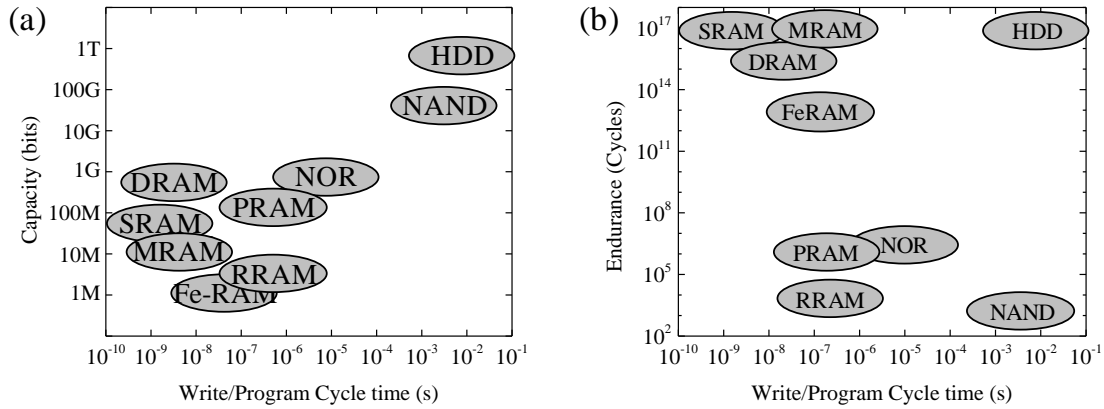 (a)
Capacity (bits)
1T
100G
10G
1G
100M
10M
1M
HDD
NAND
DRAM
NOR
PRAM
SRAM
MRAM
RRAM
Fe-RAM
10^-10 10^-9 10^-8 10^-7 10^-6 10^-5 10^-4 10^-3 10^-2 10^-1
Write/Program Cycle time (s)
(b)
Endurance (Cycles)
10^17
10^14
10^11
10^8
10^5
10^2
SRAM MRAM HDD
DRAM
FeRAM
PRAM NOR
RRAM NAND
10^-10 10^-9 10^-8 10^-7 10^-6 10^-5 10^-4 10^-3 10^-2 10^-1
Write/Program Cycle time (s)